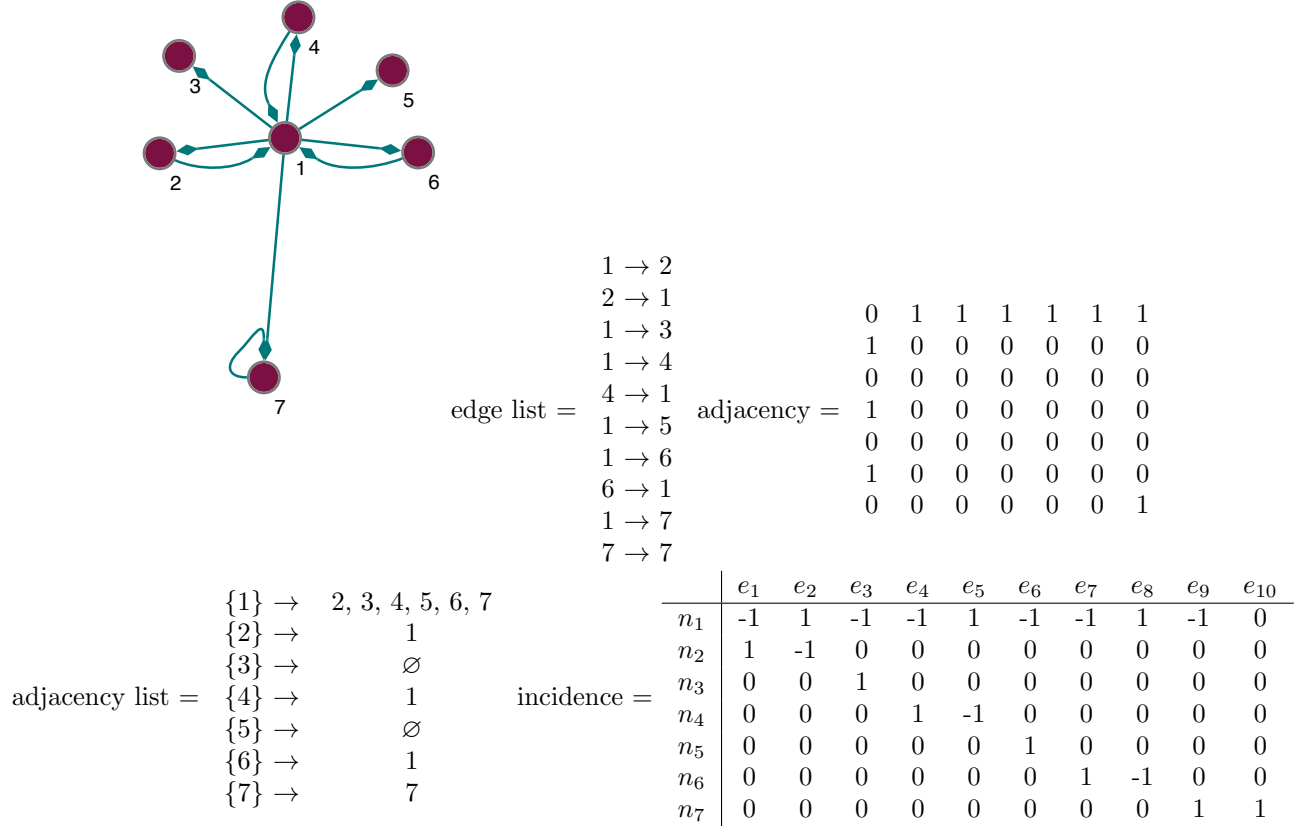 4
3
5
1
2
6
7
edge list =
1 → 2
2 → 1
1 → 3
1 → 4
4 → 1
1 → 5
1 → 6
6 → 1
1 → 7
7 → 7
adjacency =
0 1 1 1 1 1 1
1 0 0 0 0 0 0
0 0 0 0 0 0 0
1 0 0 0 0 0 0
0 0 0 0 0 0 0
1 0 0 0 0 0 0
0 0 0 0 0 0 1
adjacency list =
{1} → 2, 3, 4, 5, 6, 7
{2} → 1
{3} → ∅
{4} → 1
{5} → ∅
{6} → 1
{7} → 7
incidence =
e₁ e₂ e₃ e₄ e₅ e₆ e₇ e₈ e₉ e₁₀
n₁ -1 1 -1 -1 1 -1 -1 1 -1 0
n₂ 1 -1 0 0 0 0 0 0 0 0
n₃ 0 0 1 0 0 0 0 0 0 0
n₄ 0 0 0 1 -1 0 0 0 0 0
n₅ 0 0 0 0 0 1 0 0 0 0
n₆ 0 0 0 0 0 0 1 -1 0 0
n₇ 0 0 0 0 0 0 0 0 1 1